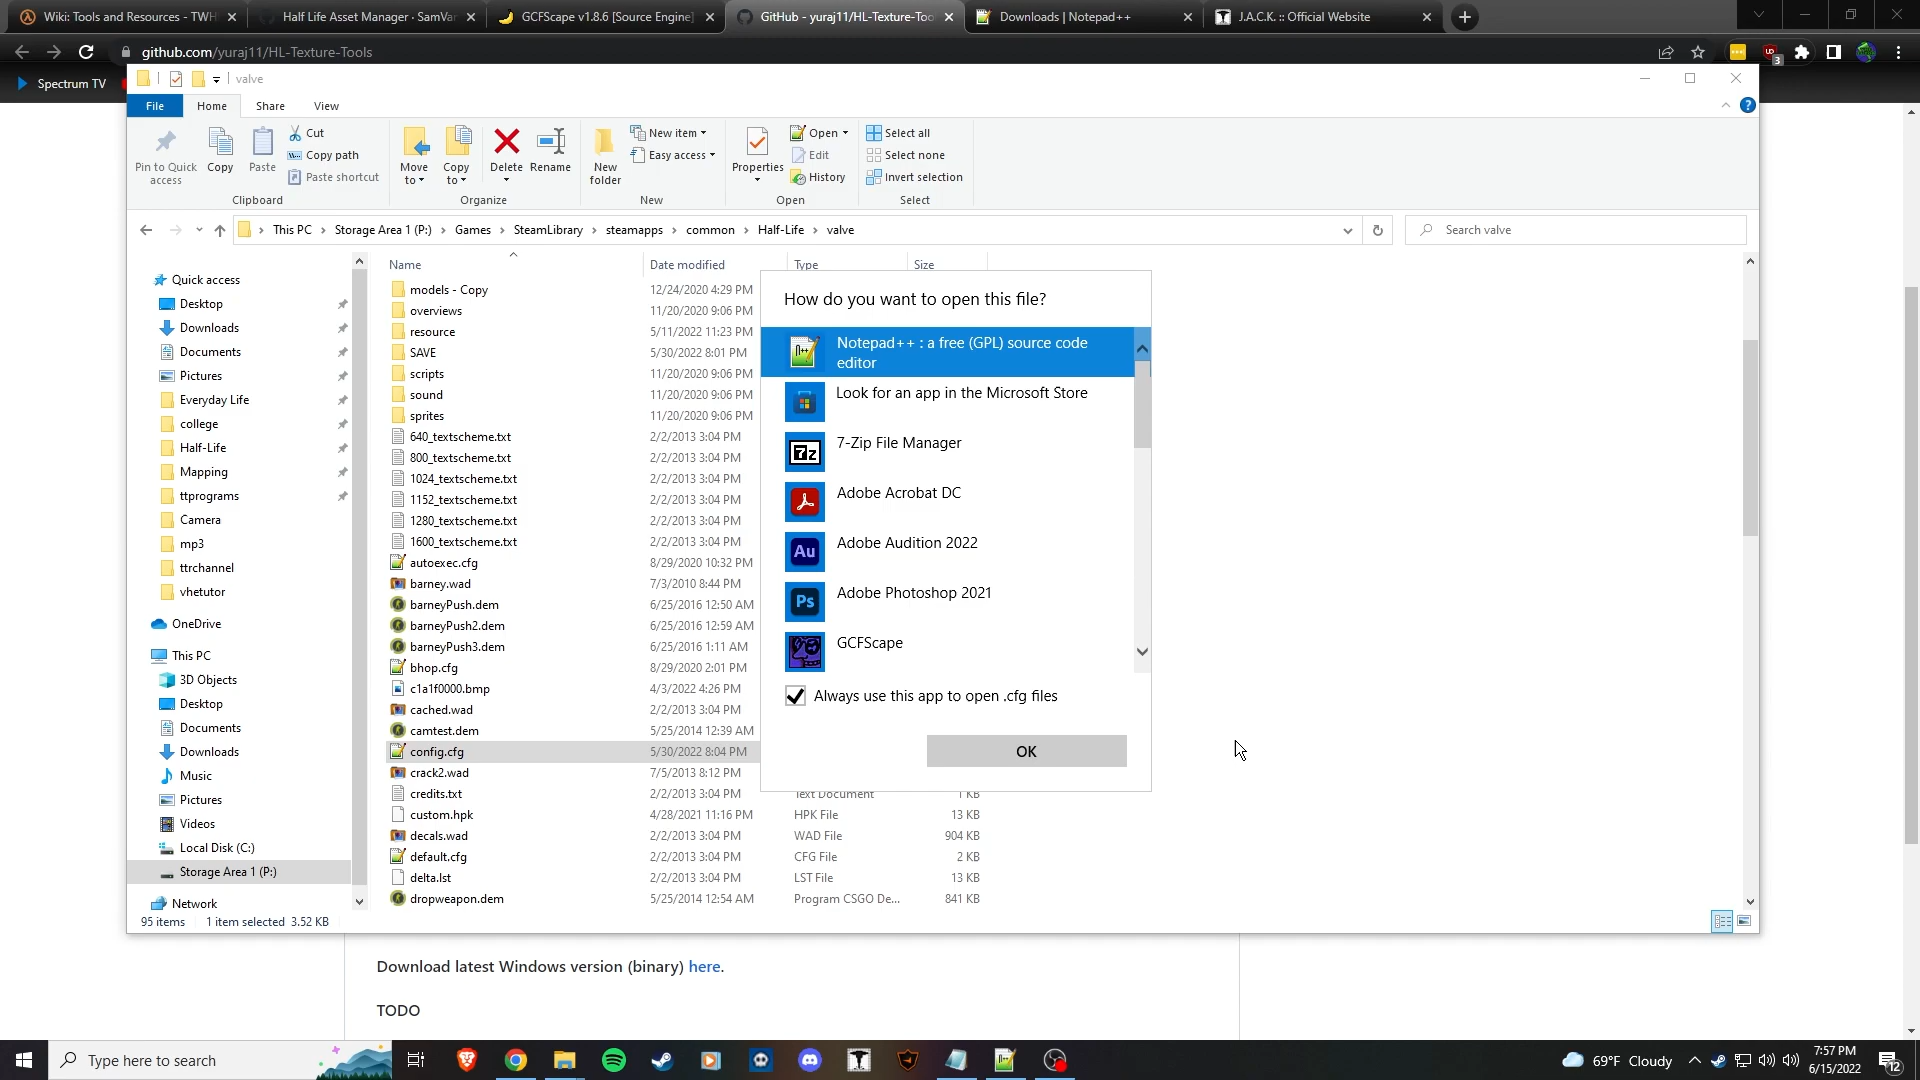 Wiki: Tools and Resources - TWH
Half Life Asset Manager · SamVar
GCFScape v1.8.6 [Source Engine]
GitHub - yuraj11/HL-Texture-Too
Downloads | Notepad++
J.A.C.K. :: Official Website
github.com/yuraj11/HL-Texture-Tools
3
Spectrum TV
valve
File
Home
Share
View
Pin to Quick access
Copy
Paste
Cut
Copy path
Paste shortcut
Move to
Copy to
Delete
Rename
New folder
New item
Easy access
Properties
Open
Edit
History
Select all
Select none
Invert selection
Clipboard
Organize
New
Open
Select
This PC > Storage Area 1 (P:) > Games > SteamLibrary > steamapps > common > Half-Life > valve
Search valve
Quick access
Desktop
Downloads
Documents
Pictures
Everyday Life
college
Half-Life
Mapping
ttprograms
Camera
mp3
ttrchannel
vhetutor
OneDrive
This PC
3D Objects
Desktop
Documents
Downloads
Music
Pictures
Videos
Local Disk (C:)
Storage Area 1 (P:)
Network
Name Date modified Type Size
models - Copy 12/24/2020 4:29 PM
overviews 11/20/2020 9:06 PM
resource 5/11/2022 11:23 PM
SAVE 5/30/2022 8:01 PM
scripts 11/20/2020 9:06 PM
sound 11/20/2020 9:06 PM
sprites 11/20/2020 9:06 PM
640_textscheme.txt 2/2/2013 3:04 PM
800_textscheme.txt 2/2/2013 3:04 PM
1024_textscheme.txt 2/2/2013 3:04 PM
1152_textscheme.txt 2/2/2013 3:04 PM
1280_textscheme.txt 2/2/2013 3:04 PM
1600_textscheme.txt 2/2/2013 3:04 PM
autoexec.cfg 8/29/2020 10:32 PM
barney.wad 7/3/2010 8:44 PM
barneyPush.dem 6/25/2016 12:50 AM
barneyPush2.dem 6/25/2016 12:59 AM
barneyPush3.dem 6/25/2016 1:11 AM
bhop.cfg 8/29/2020 2:01 PM
c1a1f0000.bmp 4/3/2022 4:26 PM
cached.wad 2/2/2013 3:04 PM
camtest.dem 5/25/2014 12:39 AM
config.cfg 5/30/2022 8:04 PM
crack2.wad 7/5/2013 8:12 PM
credits.txt 2/2/2013 3:04 PM Text Document 1 KB
custom.hpk 4/28/2021 11:16 PM HPK File 13 KB
decals.wad 2/2/2013 3:04 PM WAD File 904 KB
default.cfg 2/2/2013 3:04 PM CFG File 2 KB
delta.lst 2/2/2013 3:04 PM LST File 13 KB
dropweapon.dem 5/25/2014 12:54 AM Program CSGO De... 841 KB
How do you want to open this file?
Notepad++ : a free (GPL) source code
editor
Look for an app in the Microsoft Store
7-Zip File Manager
Adobe Acrobat DC
Adobe Audition 2022
Adobe Photoshop 2021
GCFScape
Always use this app to open .cfg files
OK
95 items 1 item selected 3.52 KB
Download latest Windows version (binary) here.
TODO
Type here to search
69°F Cloudy
7:57 PM
6/15/2022
12